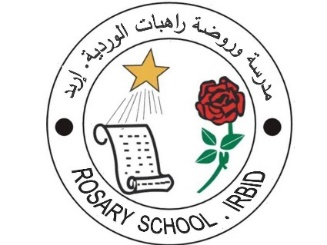 مدرسة وروضة راهبات الوردية . إربد
ROSARY SCHOOL . IRBID